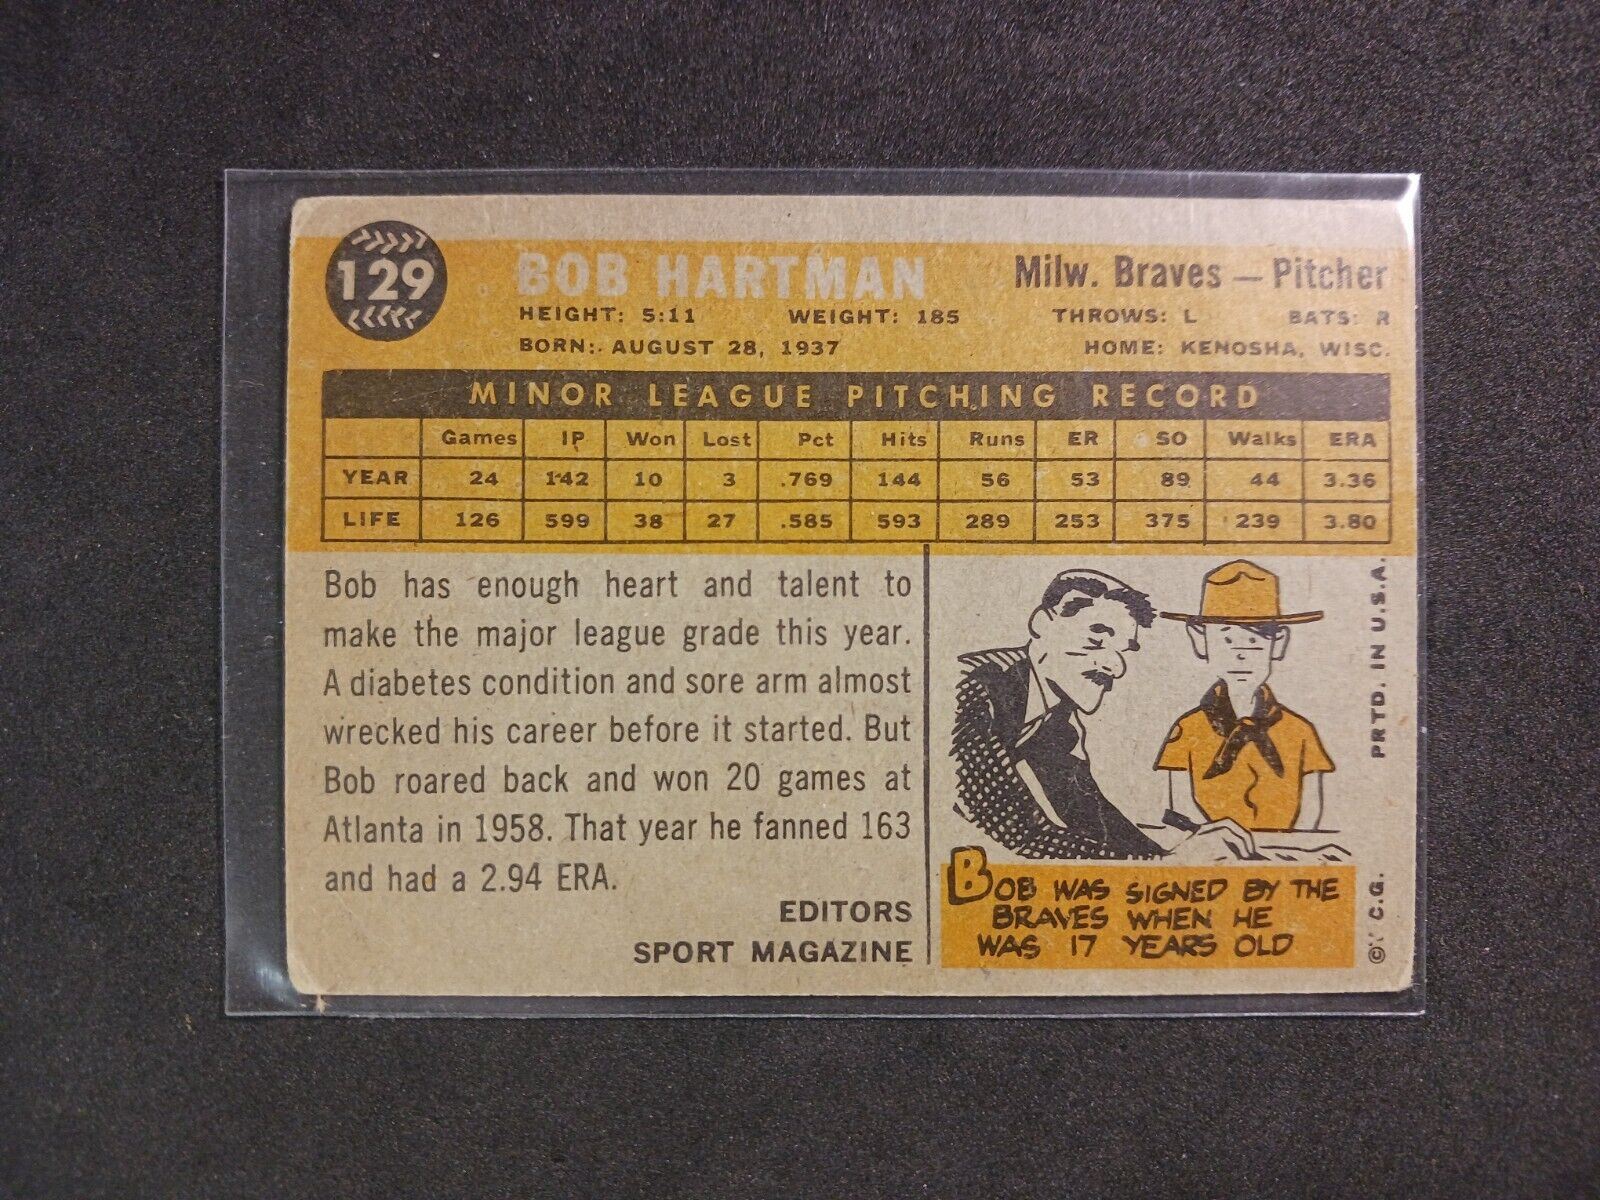 129
BOB HARTMAN Milw. Braves — Pitcher
HEIGHT: 5:11 WEIGHT: 185 THROWS: L BATS: R
BORN: AUGUST 28, 1937 HOME: KENOSHA, WISC.
MINOR LEAGUE PITCHING RECORD
Games IP Won Lost Pct Hits Runs ER SO Walks ERA
YEAR 24 142 10 3 .769 144 56 53 89 44 3.36
LIFE 126 599 38 27 .585 593 289 253 375 239 3.80
Bob has enough heart and talent to
make the major league grade this year.
A diabetes condition and sore arm almost
wrecked his career before it started. But
Bob roared back and won 20 games at
Atlanta in 1958. That year he fanned 163
and had a 2.94 ERA.
EDITORS
SPORT MAGAZINE
BOB WAS SIGNED BY THE
BRAVES WHEN HE
WAS 17 YEARS OLD
© C.G. PRTD. IN U.S.A.